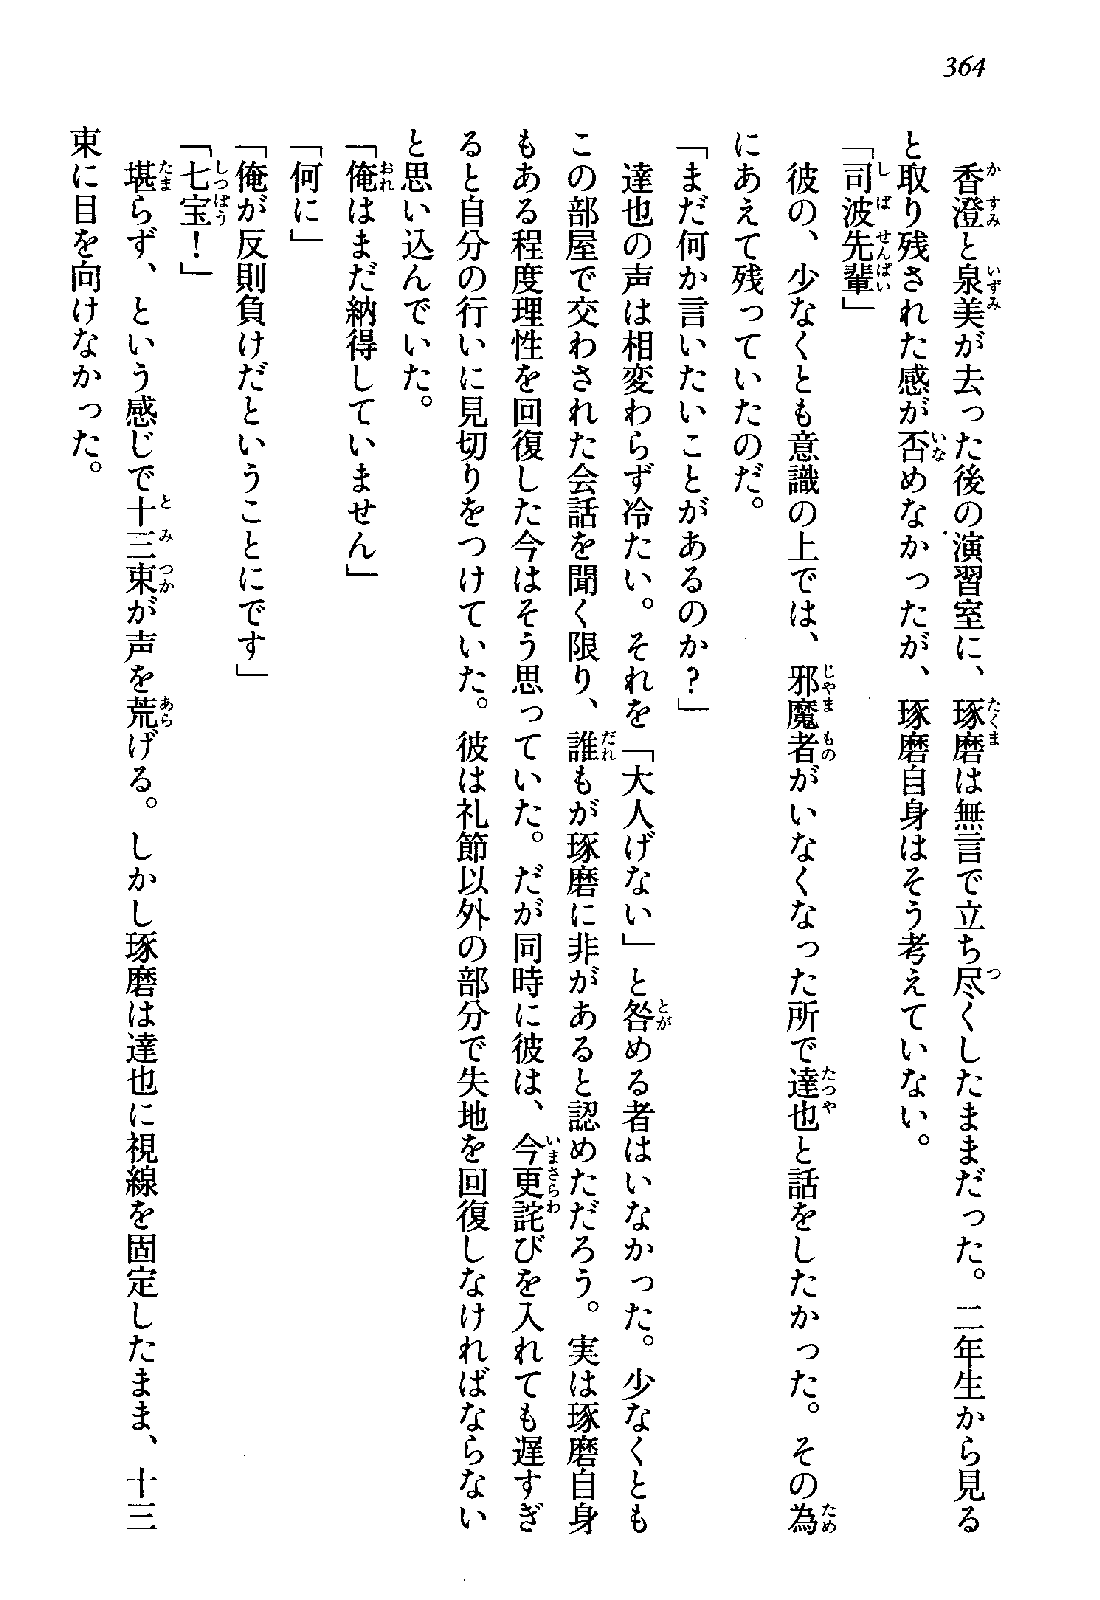 364
香澄と泉美が去った後の演習室に、琢磨は無言で立ち尽くしたままだった。二年生から見る
と取り残された感が否めなかったが、琢磨自身はそう考えていない。
「司波先輩」
彼の、少なくとも意識の上では、邪魔者がいなくなった所で達也と話をしたかった。その為
にあえて残っていたのだ。
「まだ何か言いたいことがあるのか?」
達也の声は相変わらず冷たい。それを「大人げない」と咎める者はいなかった。少なくとも
この部屋で交わされた会話を聞く限り、誰もが琢磨に非があると認めただろう。実は琢磨自身
もある程度理性を回復した今はそう思っていた。だが同時に彼は、今更詫びを入れても遅すぎ
ると自分の行いに見切りをつけていた。彼は礼節以外の部分で失地を回復しなければならない
と思い込んでいた。
「俺はまだ納得していません」
「何に」
「俺が反則負けだということにです」
「七宝!」
堪らず、という感じで十三束が声を荒げる。しかし琢磨は達也に視線を固定したまま、十三
束に目を向けなかった。